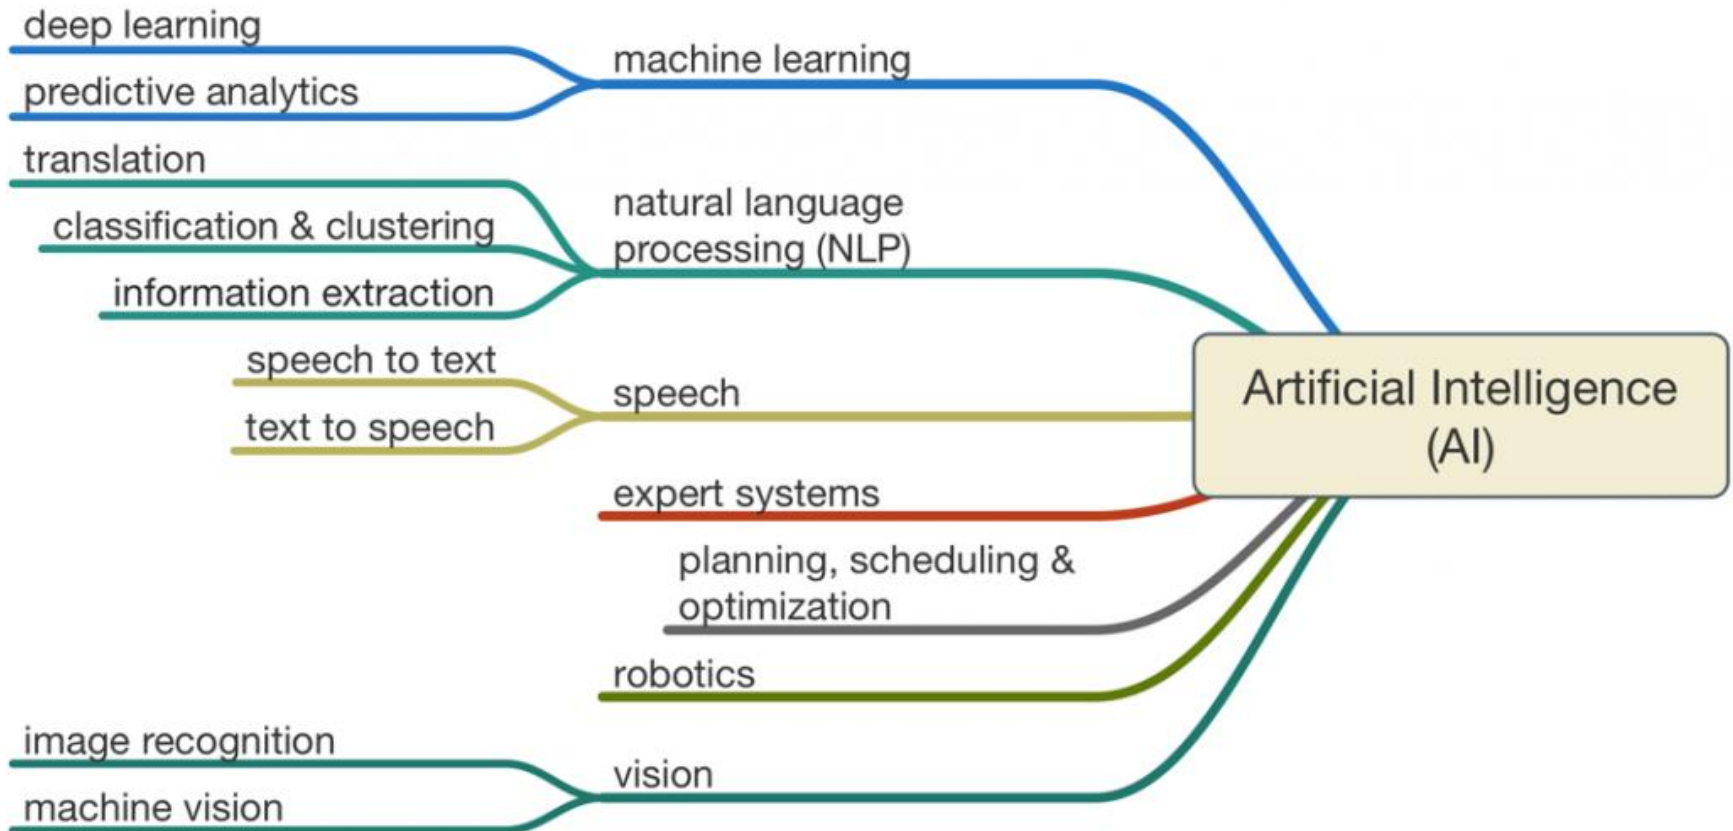 deep learning
predictive analytics
machine learning
translation
classification & clustering
information extraction
natural language
processing (NLP)
speech to text
text to speech
speech
expert systems
planning, scheduling &
optimization
robotics
image recognition
machine vision
vision
Artificial Intelligence
(AI)